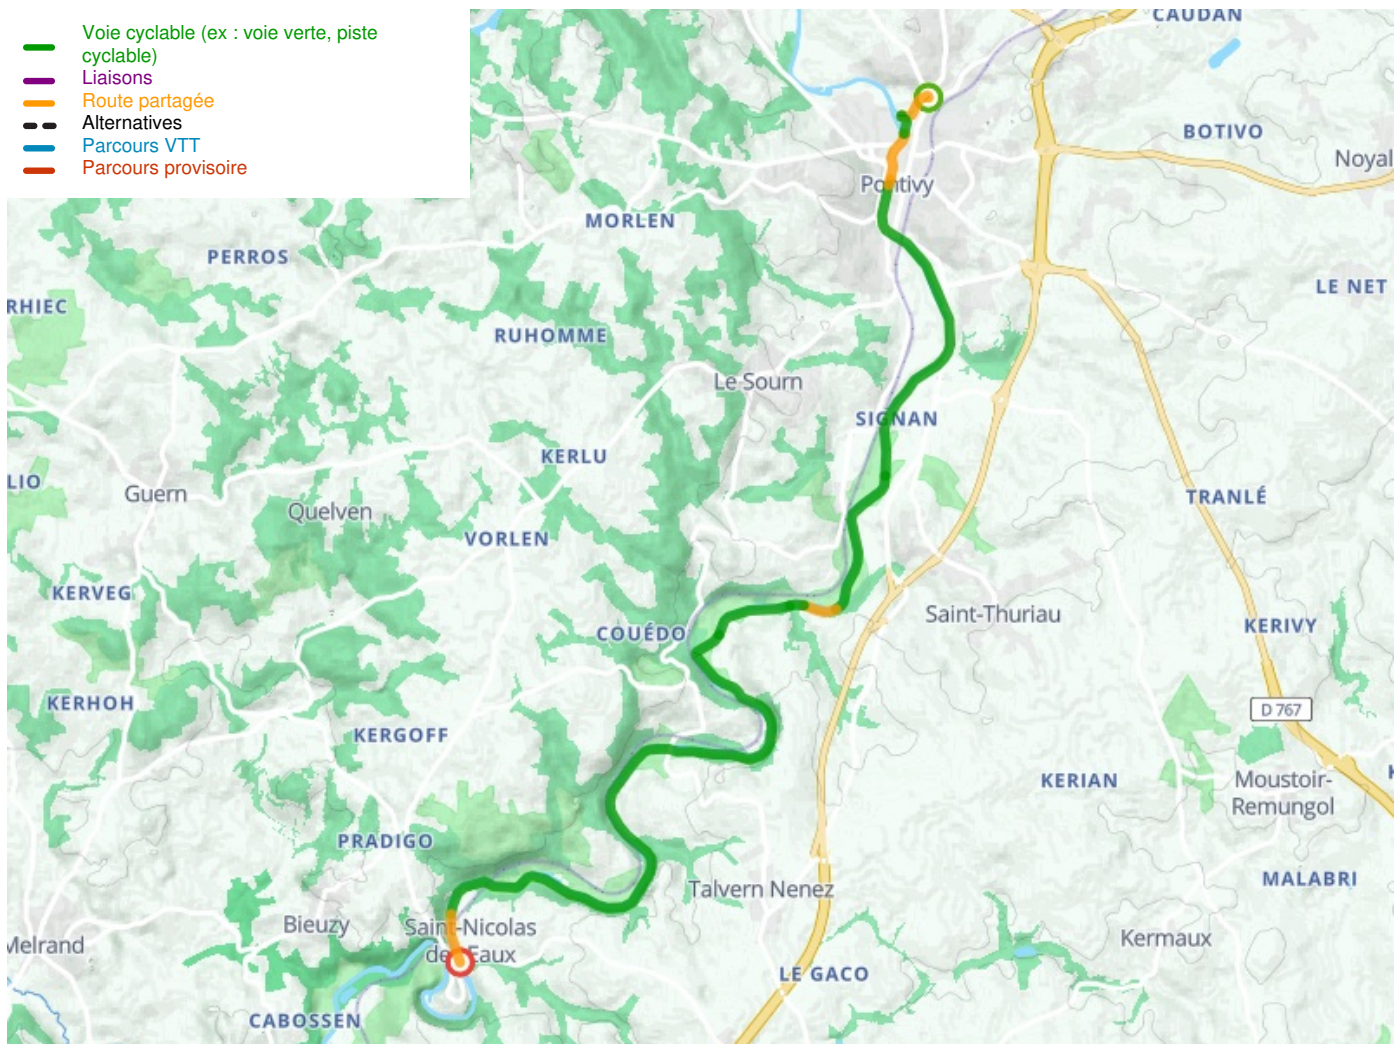 Voie cyclable (ex : voie verte, piste
cyclable)
Liaisons
Route partagée
Alternatives
Parcours VTT
Parcours provisoire
CAUDAN
BOTIVO
Noyal
Pontivy
MORLEN
PERROS
LE NET
RHIEC
RUHOMME
Le Sourn
SIGNAN
KERLU
LIO
Guern
Quelven
TRANLÉ
VORLEN
KERVEG
Saint-Thuriau
KERIVY
COUÉDO
KERHOH
D 767
KERGOFF
KERIAN
K
Moustoir-
Remungol
PRADIGO
MALABRI
Talvern Nenez
Bieuzy
Saint-Nicolas
des Eaux
Melrand
Kermaux
LE GACO
CABOSSEN